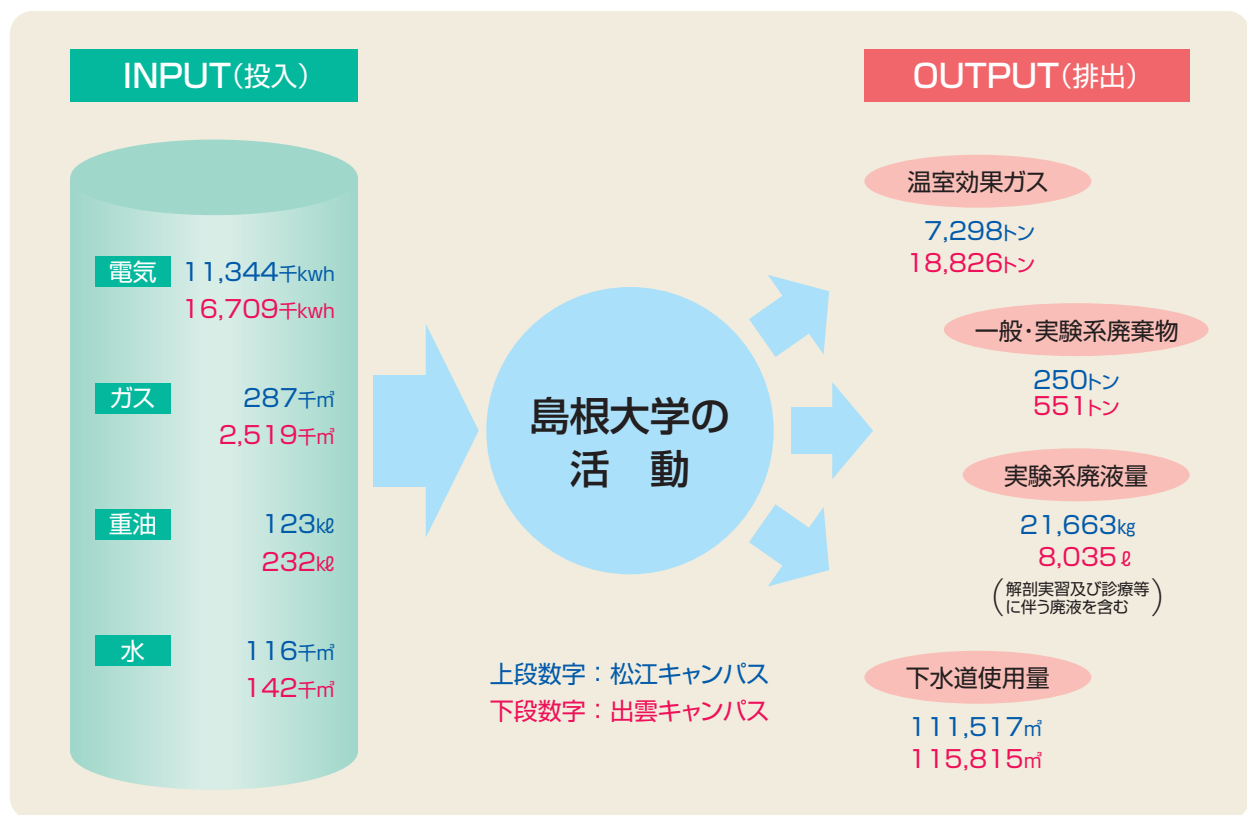 INPUT（投入）
電気 11,344千kwh
16,709千kwh
ガス 287千㎥
2,519千㎥
重油 123kℓ
232kℓ
水 116千㎥
142千㎥
島根大学の
活　動
上段数字：松江キャンパス
下段数字：出雲キャンパス
OUTPUT（排出）
温室効果ガス
7,298トン
18,826トン
一般・実験系廃棄物
250トン
551トン
実験系廃液量
21,663kg
8,035ℓ
（解剖実習及び診療等
に伴う廃液を含む）
下水道使用量
111,517㎥
115,815㎥